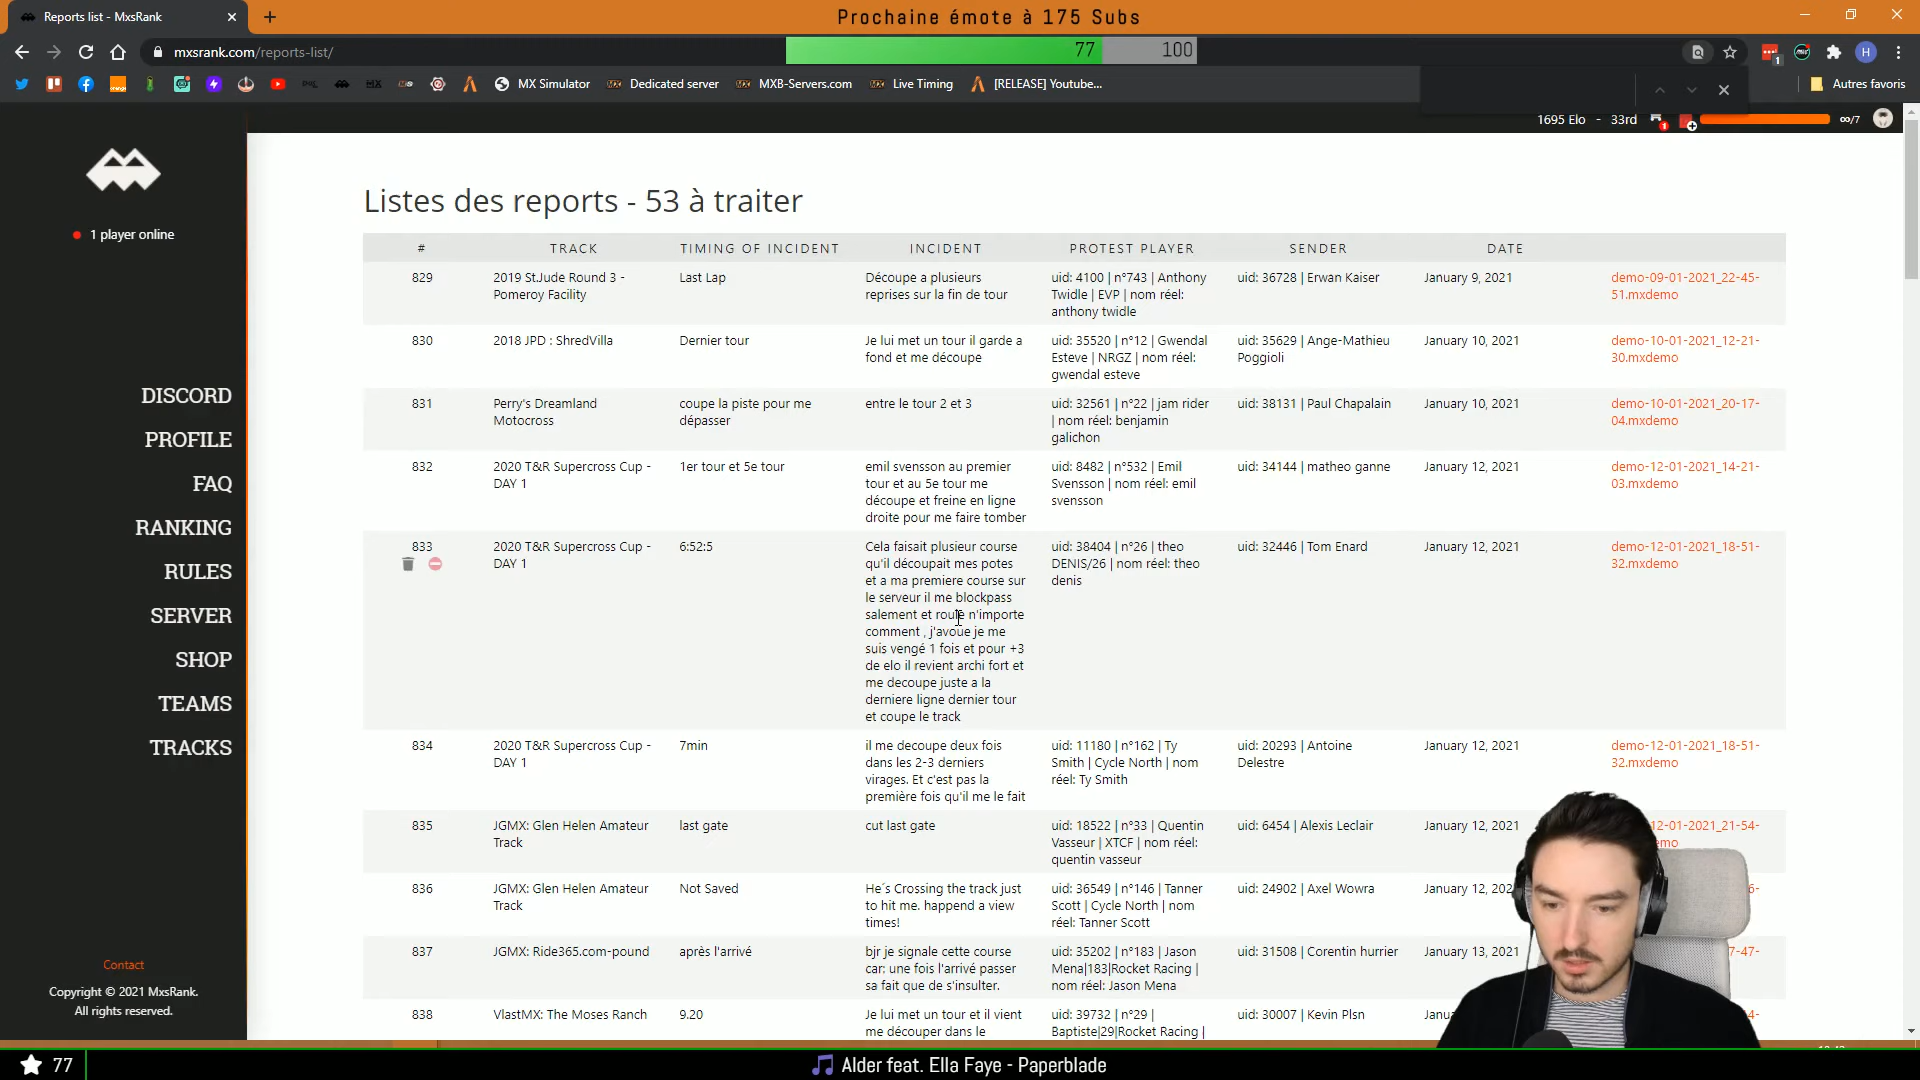 Reports list - MxsRank
Prochaine émote à 175 Subs
77
100
mxsrank.com/reports-list/
H
MX Simulator
Dedicated server
MXB-Servers.com
Live Timing
[RELEASE] Youtube...
Autres favoris
1695 Elo - 33rd
∞/7
1 player online
DISCORD
PROFILE
FAQ
RANKING
RULES
SERVER
SHOP
TEAMS
TRACKS
Contact
Copyright © 2021 MxsRank.
All rights reserved.
Listes des reports - 53 à traiter
# TRACK TIMING OF INCIDENT INCIDENT PROTEST PLAYER SENDER DATE
829
2019 St.Jude Round 3 -
Pomeroy Facility
Last Lap
Découpe a plusieurs
reprises sur la fin de tour
uid: 4100 | n°743 | Anthony
Twidle | EVP | nom réel:
anthony twidle
uid: 36728 | Erwan Kaiser
January 9, 2021
demo-09-01-2021_22-45-
51.mxdemo
830
2018 JPD : ShredVilla
Dernier tour
Je lui met un tour il garde a
fond et me découpe
uid: 35520 | n°12 | Gwendal
Esteve | NRGZ | nom réel:
gwendal esteve
uid: 35629 | Ange-Mathieu
Poggioli
January 10, 2021
demo-10-01-2021_12-21-
30.mxdemo
831
Perry's Dreamland
Motocross
coupe la piste pour me
dépasser
entre le tour 2 et 3
uid: 32561 | n°22 | jam rider
| nom réel: benjamin
galichon
uid: 38131 | Paul Chapalain
January 10, 2021
demo-10-01-2021_20-17-
04.mxdemo
832
2020 T&R Supercross Cup -
DAY 1
1er tour et 5e tour
emil svensson au premier
tour et au 5e tour me
découpe et freine en ligne
droite pour me faire tomber
uid: 8482 | n°532 | Emil
Svensson | nom réel: emil
svensson
uid: 34144 | matheo ganne
January 12, 2021
demo-12-01-2021_14-21-
03.mxdemo
833
2020 T&R Supercross Cup -
DAY 1
6:52:5
Cela faisait plusieur course
qu'il découpait mes potes
et a ma premiere course sur
le serveur il me blockpass
salement et roule n'importe
comment , j'avoue je me
suis vengé 1 fois et pour +3
de elo il revient archi fort et
me decoupe juste a la
derniere ligne dernier tour
et coupe le track
uid: 38404 | n°26 | theo
DENIS/26 | nom réel: theo
denis
uid: 32446 | Tom Enard
January 12, 2021
demo-12-01-2021_18-51-
32.mxdemo
834
2020 T&R Supercross Cup -
DAY 1
7min
il me decoupe deux fois
dans les 2-3 derniers
virages. Et c'est pas la
première fois qu'il me le fait
uid: 11180 | n°162 | Ty
Smith | Cycle North | nom
réel: Ty Smith
uid: 20293 | Antoine
Delestre
January 12, 2021
demo-12-01-2021_18-51-
32.mxdemo
835
JGMX: Glen Helen Amateur
Track
last gate
cut last gate
uid: 18522 | n°33 | Quentin
Vasseur | XTCF | nom réel:
quentin vasseur
uid: 6454 | Alexis Leclair
January 12, 2021
12-01-2021_21-54-
836
JGMX: Glen Helen Amateur
Track
Not Saved
He´s Crossing the track just
to hit me. happend a view
times!
uid: 36549 | n°146 | Tanner
Scott | Cycle North | nom
réel: Tanner Scott
uid: 24902 | Axel Wowra
January 12, 202
837
JGMX: Ride365.com-pound
après l'arrivé
bjr je signale cette course
car: une fois l'arrivé passer
sa fait que de s'insulter.
uid: 35202 | n°183 | Jason
Mena|183|Rocket Racing |
nom réel: Jason Mena
uid: 31508 | Corentin hurrier
January 13, 2021
7-47-
838
VlastMX: The Moses Ranch
9.20
Je lui met un tour et il vient
me découper dans le
uid: 39732 | n°29 |
Baptiste|29|Rocket Racing |
uid: 30007 | Kevin Plsn
77
Alder feat. Ella Faye - Paperblade